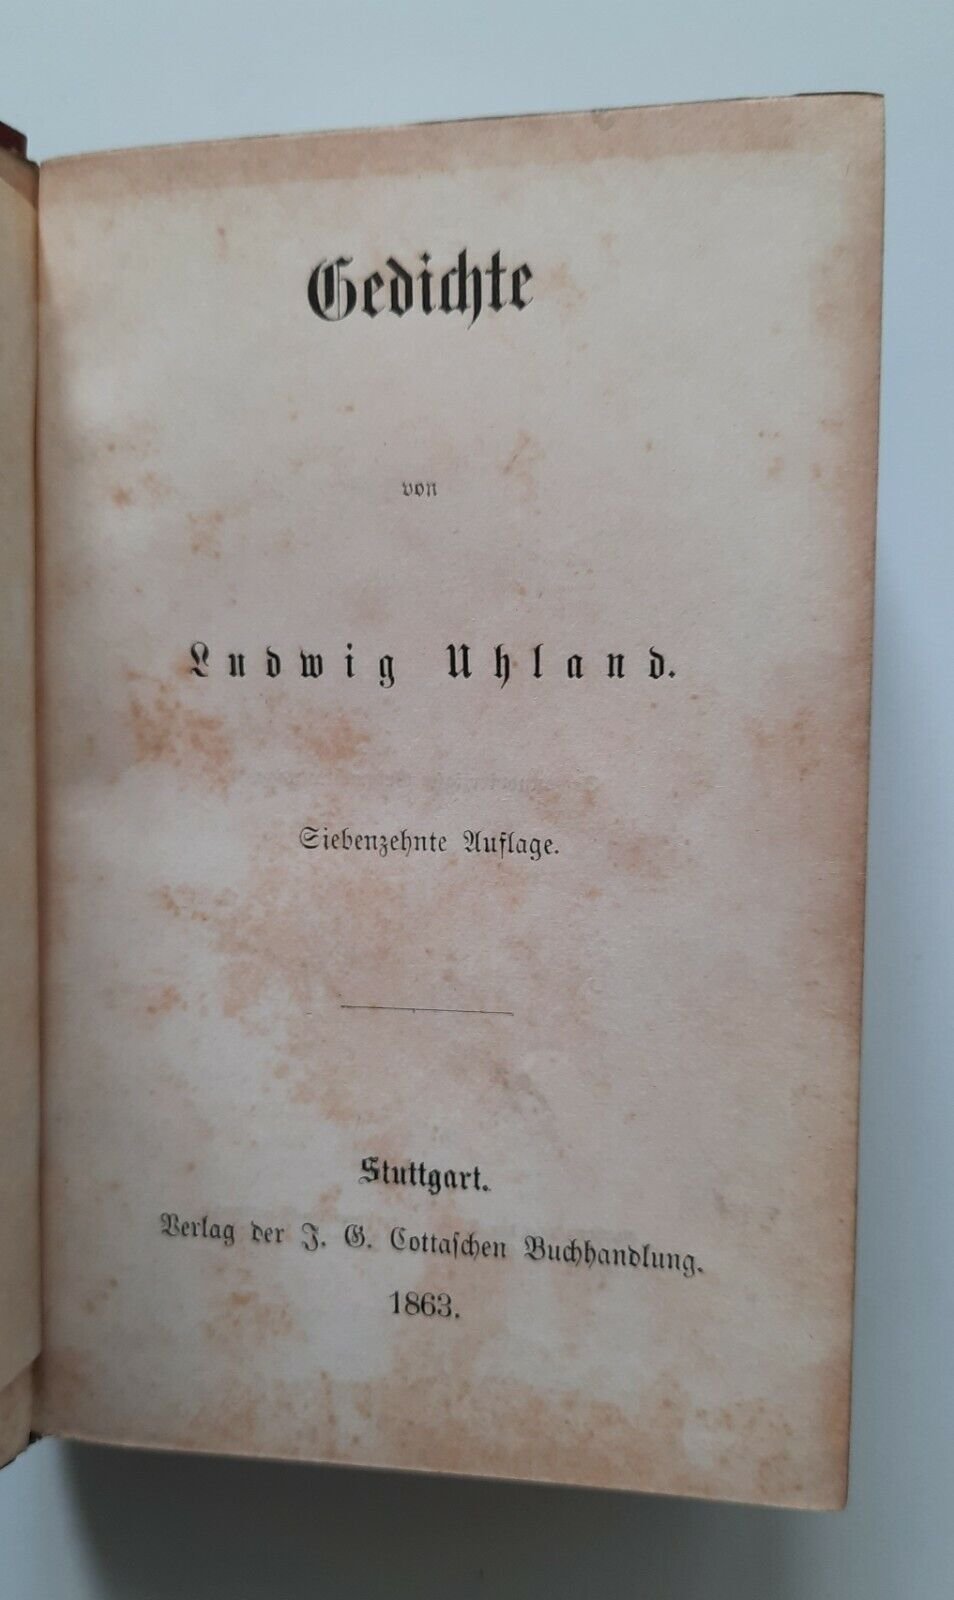 Gedichte
von
Ludwig Uhland.
Siebenzehnte Auflage.
Stuttgart.
Verlag der J. G. Cottaſchen Buchhandlung.
1863.